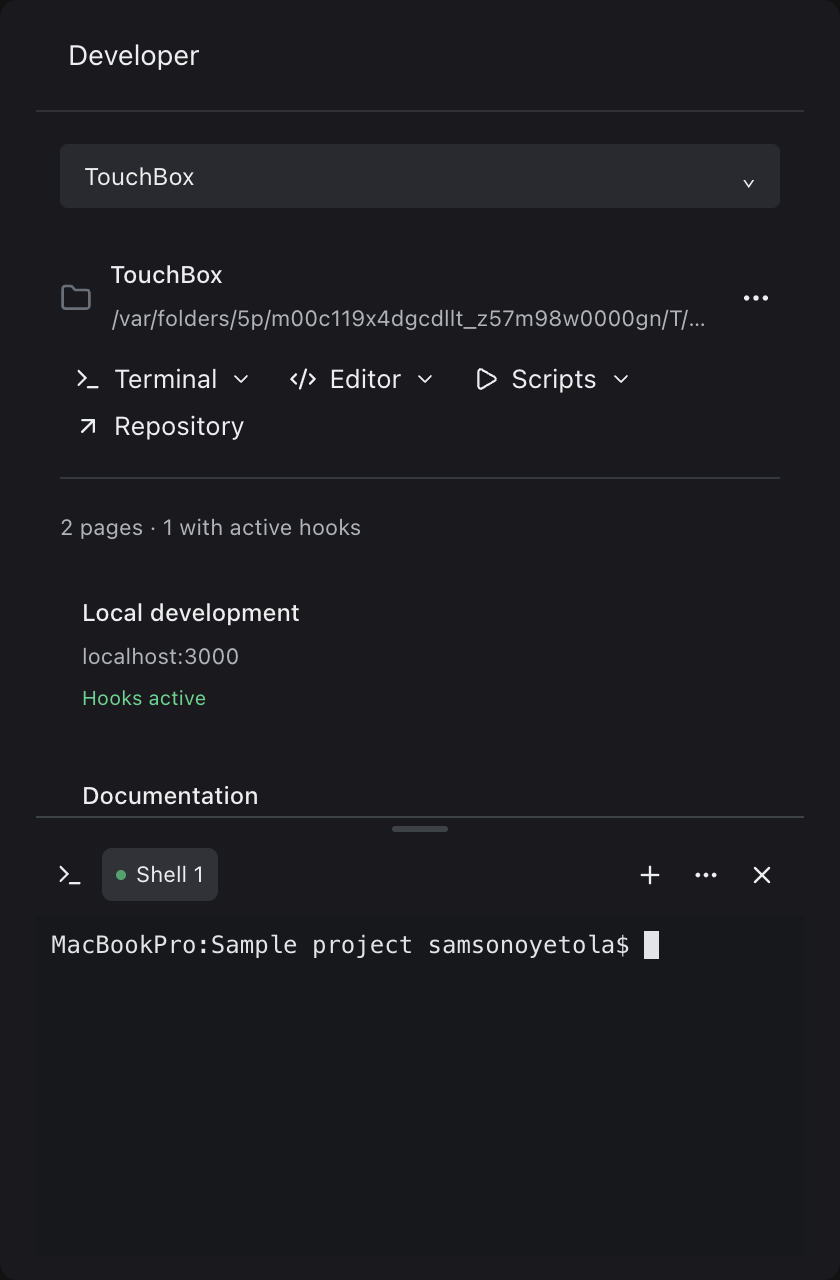 Developer
TouchBox
TouchBox
/var/folders/5p/m00c119x4dgcdllt_z57m98w0000gn/T/...
Terminal
Editor
Scripts
Repository
2 pages · 1 with active hooks
Local development
localhost:3000
Hooks active
Documentation
Shell 1
MacBookPro:Sample project samsonoyetola$